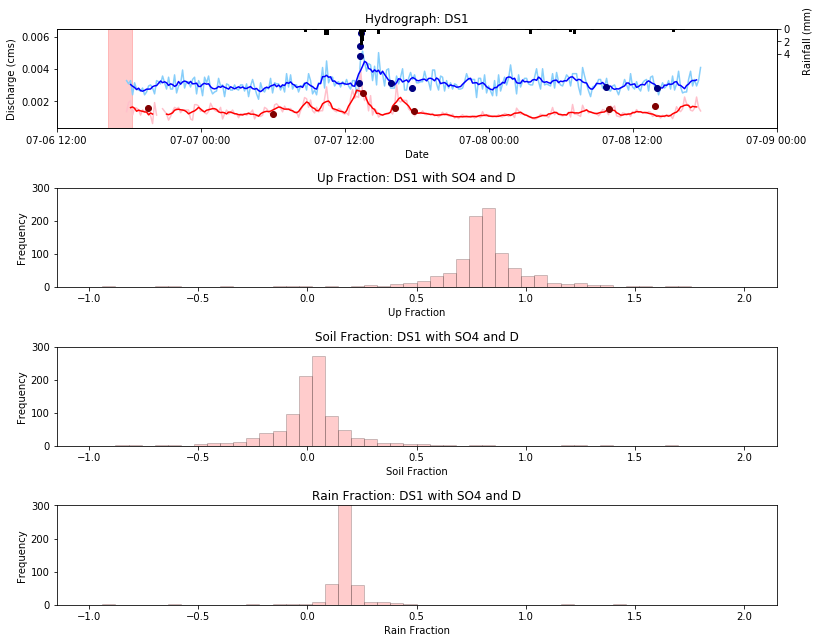 Hydrograph: DS1
0.006
0.004
0.002
Discharge (cms)
0
2
4
Rainfall (mm)
07-06 12:00 07-07 00:00 07-07 12:00 07-08 00:00 07-08 12:00 07-09 00:00
Date
Up Fraction: DS1 with SO4 and D
300
200
100
0
Frequency
−1.0 −0.5 0.0 0.5 1.0 1.5 2.0
Up Fraction
Soil Fraction: DS1 with SO4 and D
300
200
100
0
Frequency
−1.0 −0.5 0.0 0.5 1.0 1.5 2.0
Soil Fraction
Rain Fraction: DS1 with SO4 and D
300
200
100
0
Frequency
−1.0 −0.5 0.0 0.5 1.0 1.5 2.0
Rain Fraction